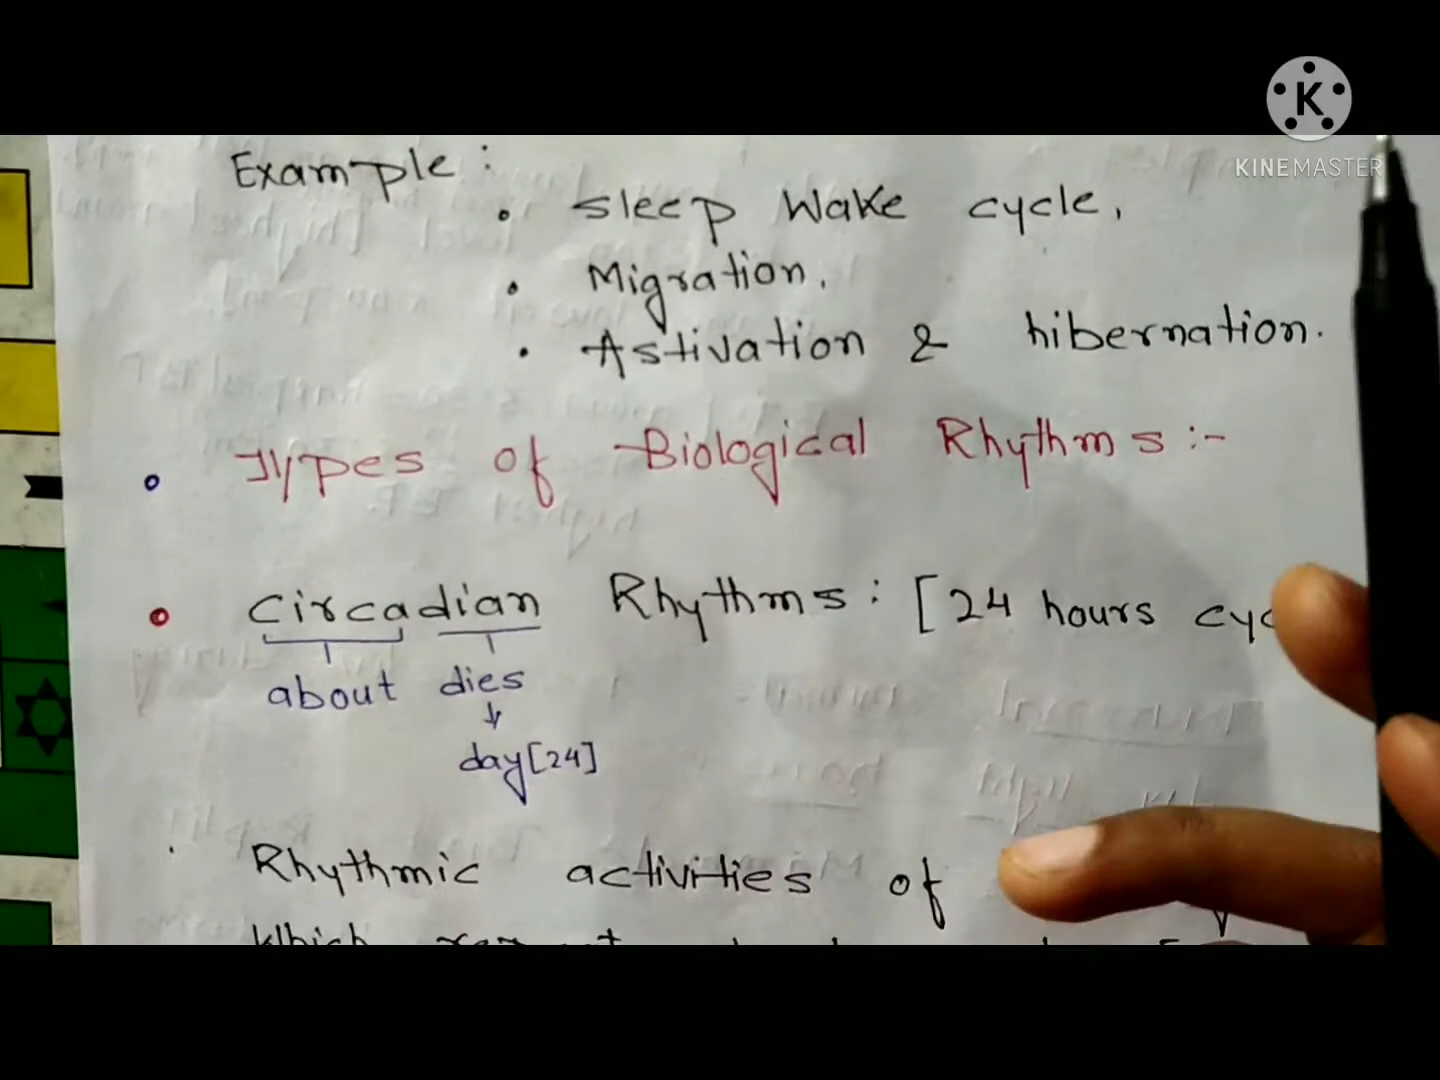 KINEMASTER
Example :
• Sleep Wake cycle,
• Migration,
• Astivation & hibernation.
• Types of Biological Rhythms :-
• Circadian Rhythms : [24 hours
about dies
day [24]
Rhythmic activities of
Which